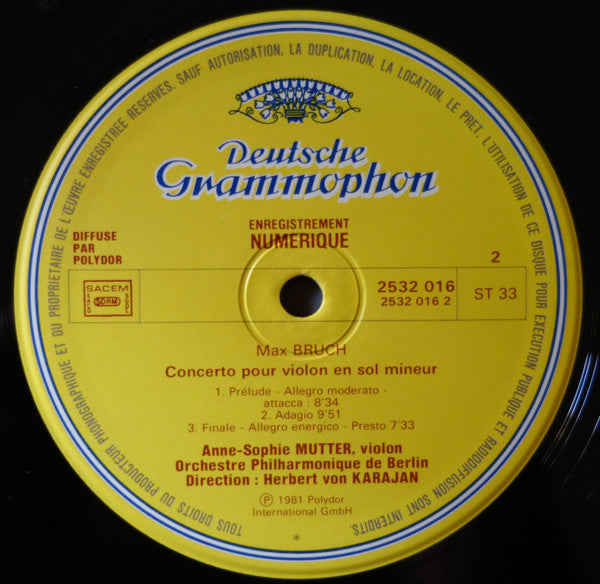 TOUS DROITS DU PRODUCTEUR PHONOGRAPHIQUE ET DU PROPRIETAIRE DE L'ŒUVRE ENREGISTREE RESERVES. SAUF AUTORISATION, LA DUPLICATION, LA LOCATION, LE PRET, L'UTILISATION DE CE DISQUE POUR EXECUTION PUBLIQUE ET RADIODIFFUSION SONT INTERDITS.
Deutsche
Grammophon
ENREGISTREMENT
NUMERIQUE
DIFFUSE
PAR
POLYDOR
2
SACEM
SDRM
SACD
SGDL
2532 016
2532 016 2
ST 33
Max BRUCH
Concerto pour violon en sol mineur
1. Prélude - Allegro moderato -
attacca : 8'34
2. Adagio 9'51
3. Finale - Allegro energico - Presto 7'33
Anne-Sophie MUTTER, violon
Orchestre Philharmonique de Berlin
Direction : Herbert von KARAJAN
Ⓟ 1981 Polydor
International GmbH
*